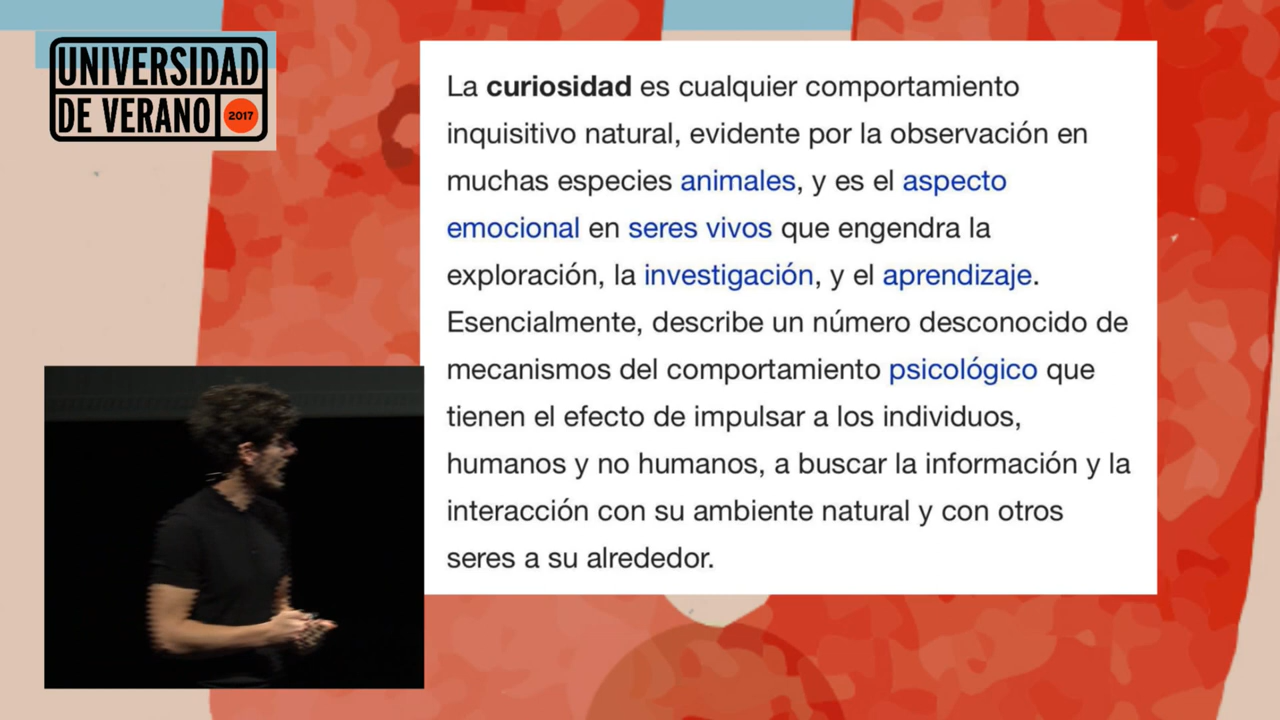 UNIVERSIDAD
DE VERANO 2017
La curiosidad es cualquier comportamiento
inquisitivo natural, evidente por la observación en
muchas especies animales, y es el aspecto
emocional en seres vivos que engendra la
exploración, la investigación, y el aprendizaje.
Esencialmente, describe un número desconocido de
mecanismos del comportamiento psicológico que
tienen el efecto de impulsar a los individuos,
humanos y no humanos, a buscar la información y la
interacción con su ambiente natural y con otros
seres a su alrededor.